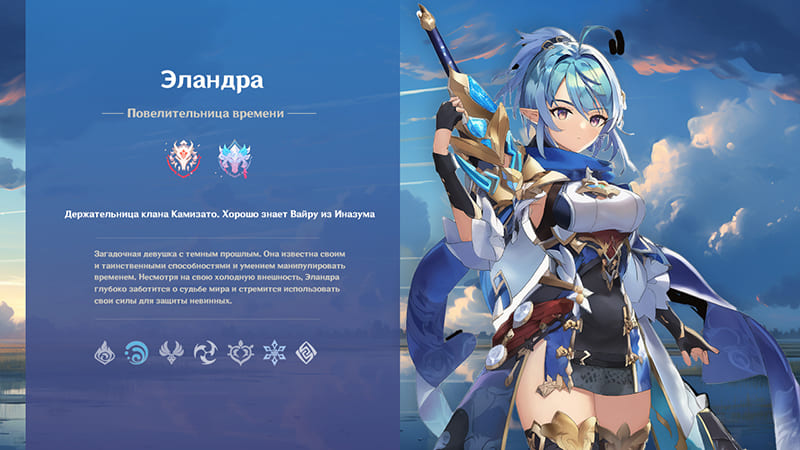 Эландра
Повелительница времени
Держательница клана Камизато. Хорошо знает Вайру из Иназума
Загадочная девушка с темным прошлым. Она известна своим
и таинственными способностями и умением манипулировать
временем. Несмотря на свою холодную внешность, Эландра
глубоко заботится о судьбе мира и стремится использовать
свои силы для защиты невинных.